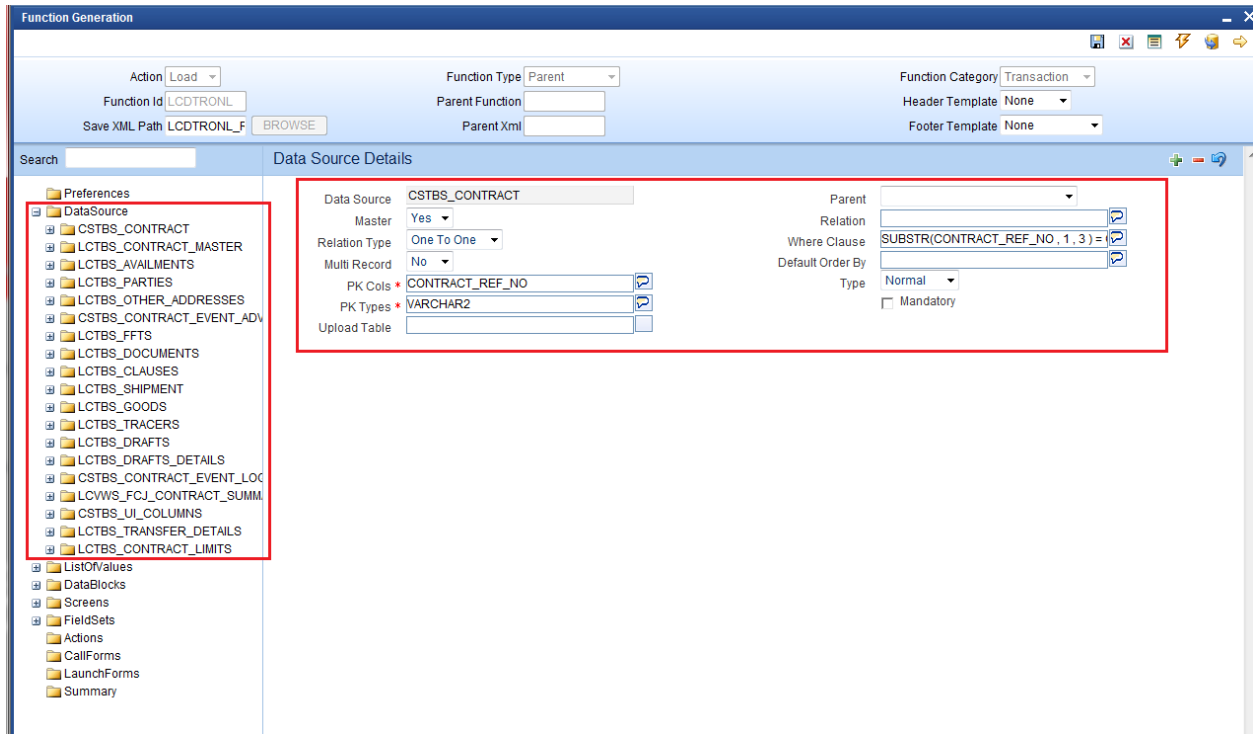 Function Generation
Action Load Function Type Parent Function Category Transaction
Function Id LCDTRONL Parent Function Header Template None
Save XML Path LCDTRONL_F BROWSE Parent Xml Footer Template None
Search Data Source Details
Preferences
DataSource
CSTBS_CONTRACT
LCTBS_CONTRACT_MASTER
LCTBS_AVAILMENTS
LCTBS_PARTIES
LCTBS_OTHER_ADDRESSES
CSTBS_CONTRACT_EVENT_ADV
LCTBS_FFTS
LCTBS_DOCUMENTS
LCTBS_CLAUSES
LCTBS_SHIPMENT
LCTBS_GOODS
LCTBS_TRACERS
LCTBS_DRAFTS
LCTBS_DRAFTS_DETAILS
CSTBS_CONTRACT_EVENT_LOG
LCVWS_FCJ_CONTRACT_SUMM
CSTBS_UI_COLUMNS
LCTBS_TRANSFER_DETAILS
LCTBS_CONTRACT_LIMITS
ListOfValues
DataBlocks
Screens
FieldSets
Actions
CallForms
LaunchForms
Summary
Data Source CSTBS_CONTRACT Parent
Master Yes Relation
Relation Type One To One Where Clause SUBSTR(CONTRACT_REF_NO , 1 , 3 ) =
Multi Record No Default Order By
PK Cols * CONTRACT_REF_NO Type Normal
PK Types * VARCHAR2 Mandatory
Upload Table